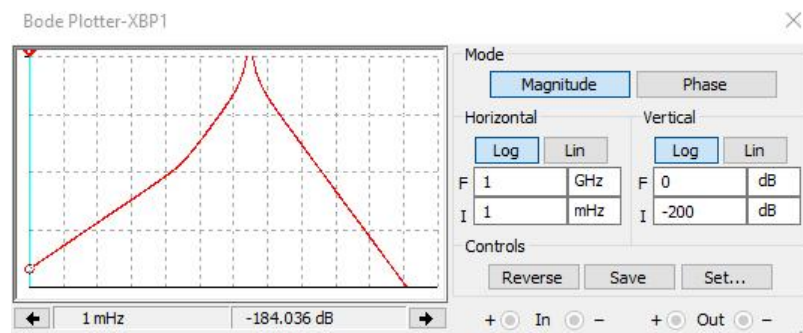 Bode Plotter-XBP1
Mode
Magnitude Phase
Horizontal Vertical
Log Lin Log Lin
F 1 GHz F 0 dB
I 1 mHz I -200 dB
Controls
Reverse Save Set...
1 mHz -184.036 dB + In − + Out −